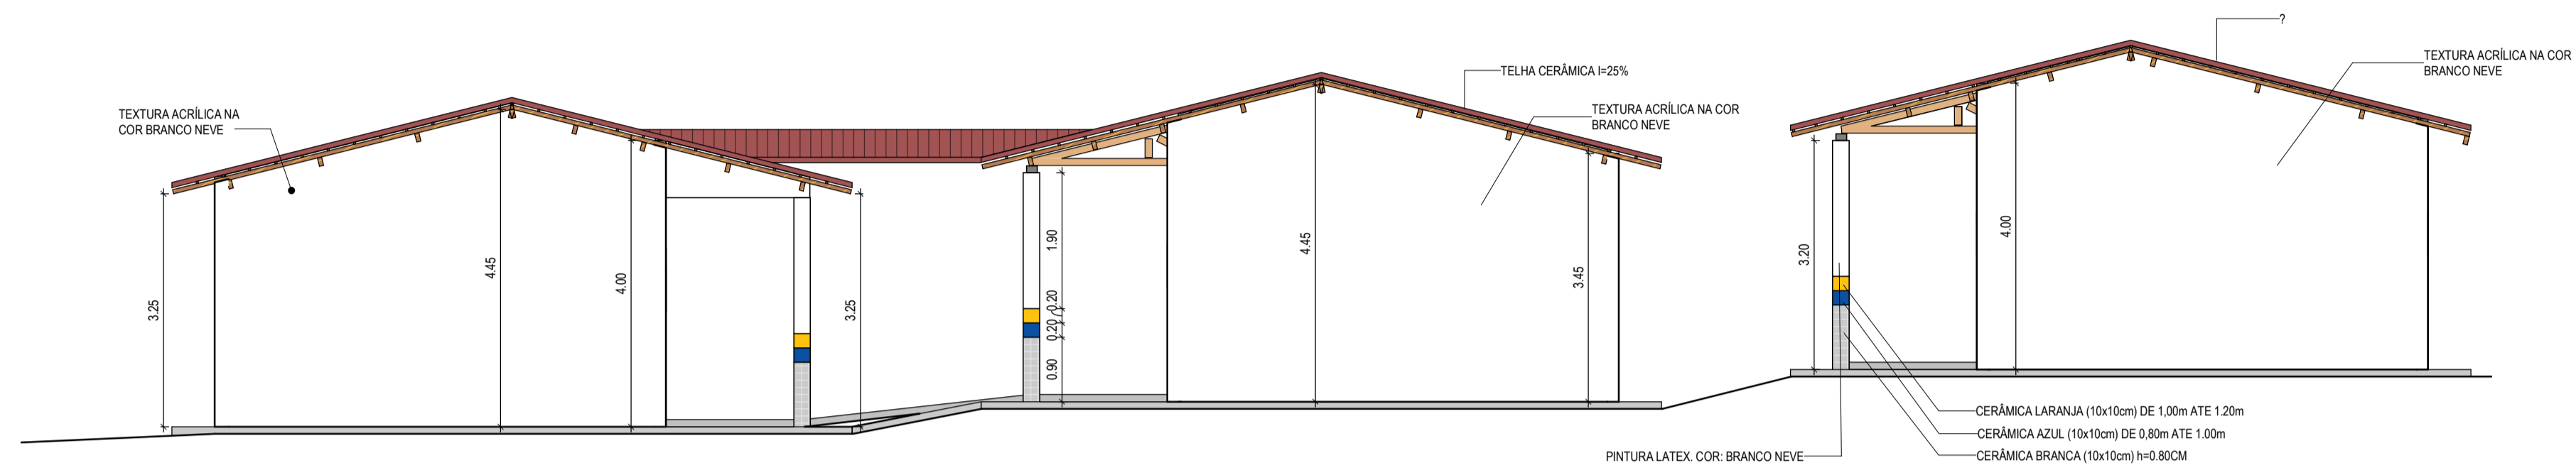 TEXTURA ACRÍLICA NA
COR BRANCO NEVE
3.25
4.45
4.00
3.25
0.90
0.20
0.20
1.90
4.45
3.45
TELHA CERÂMICA I=25%
TEXTURA ACRÍLICA NA COR
BRANCO NEVE
?
TEXTURA ACRÍLICA NA COR
BRANCO NEVE
3.20
4.00
CERÂMICA LARANJA (10x10cm) DE 1,00m ATE 1.20m
CERÂMICA AZUL (10x10cm) DE 0,80m ATE 1.00m
CERÂMICA BRANCA (10x10cm) h=0.80CM
PINTURA LATEX. COR: BRANCO NEVE